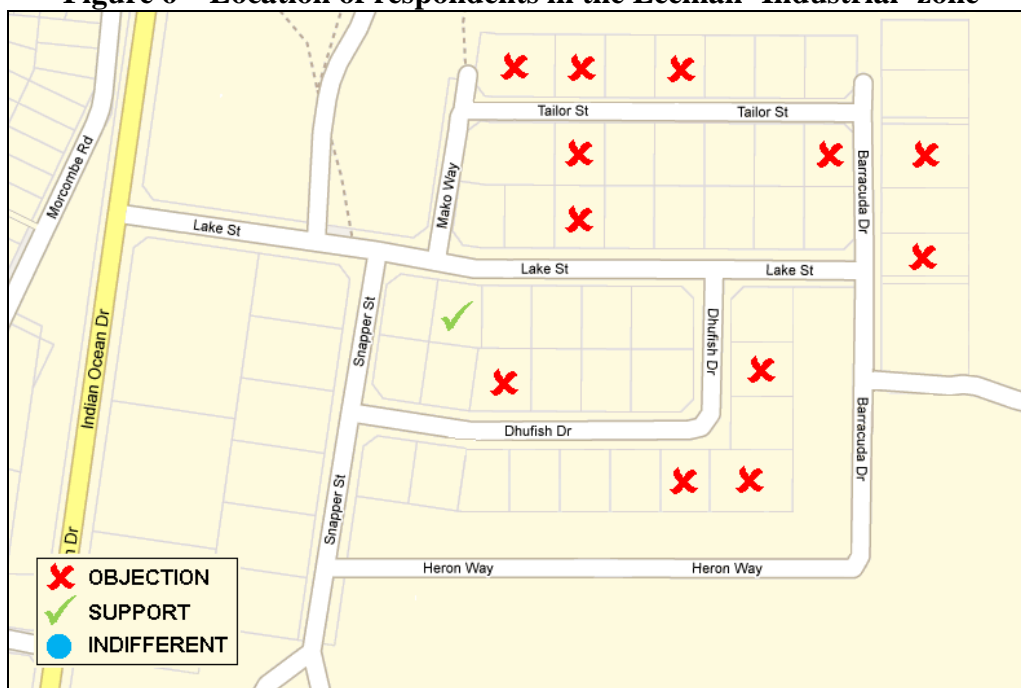 Figure 6 – Location of respondents in the Leeman 'Industrial' zone
Tailor St
Tailor St
Morcombe Rd
Mako Way
Barracuda Dr
Lake St
Lake St
Lake St
Indian Ocean Dr
Snapper St
Dhufish Dr
Dhufish Dr
Barracuda Dr
Snapper St
n Dr
Heron Way
Heron Way
OBJECTION
SUPPORT
INDIFFERENT